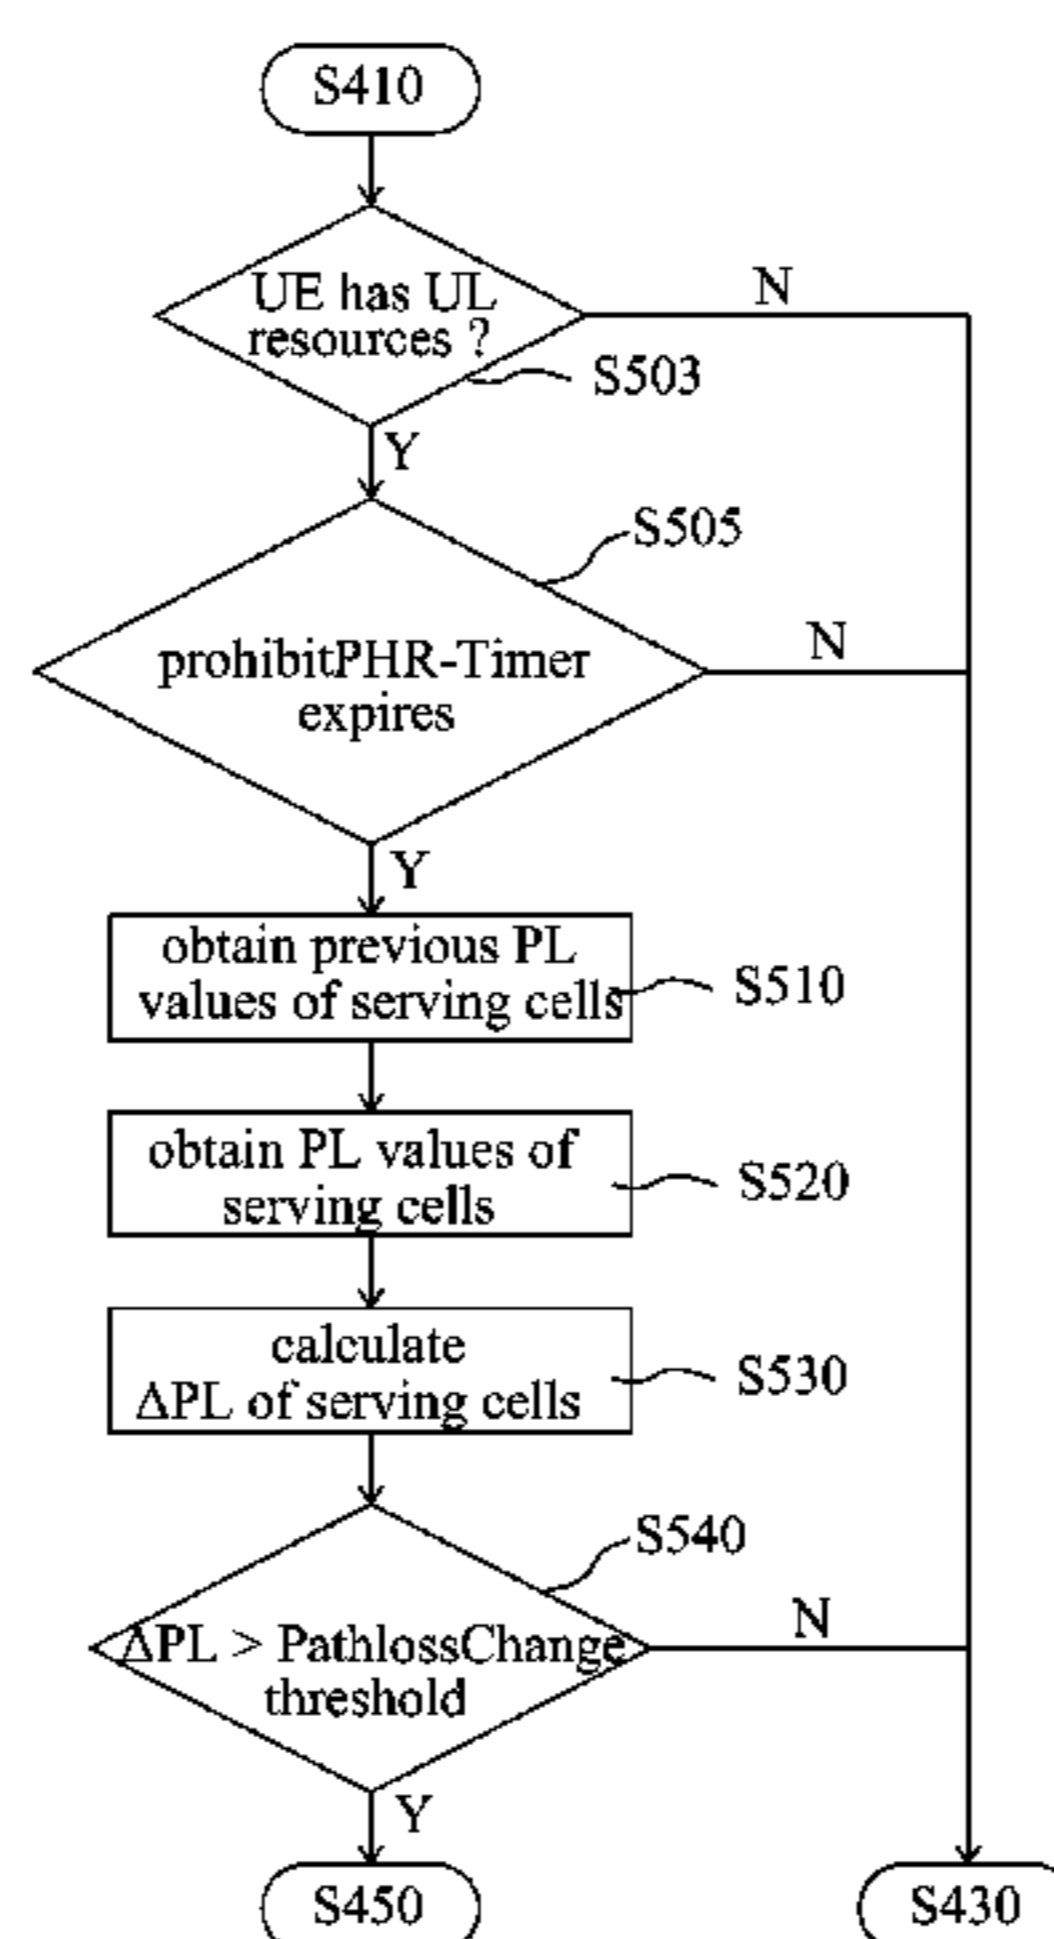 S410
UE has UL
resources ?
N
S503
Y
S505
prohibitPHR-Timer
expires
N
Y
obtain previous PL
values of serving cells
S510
obtain PL values of
serving cells
S520
calculate
ΔPL of serving cells
S530
S540
ΔPL > PathlossChange
threshold
N
Y
S450
S430